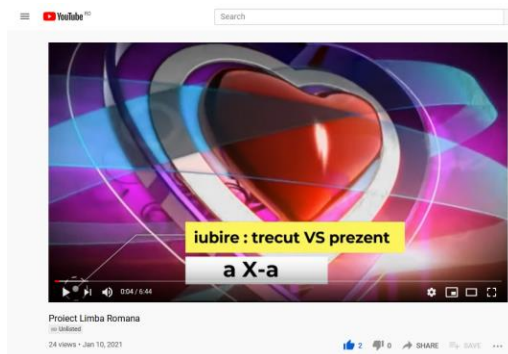 YouTube RO
Search
iubire : trecut VS prezent
a X-a
0:04 / 6:44
Proiect Limba Romana
Unlisted
24 views • Jan 10, 2021
2 0 SHARE SAVE